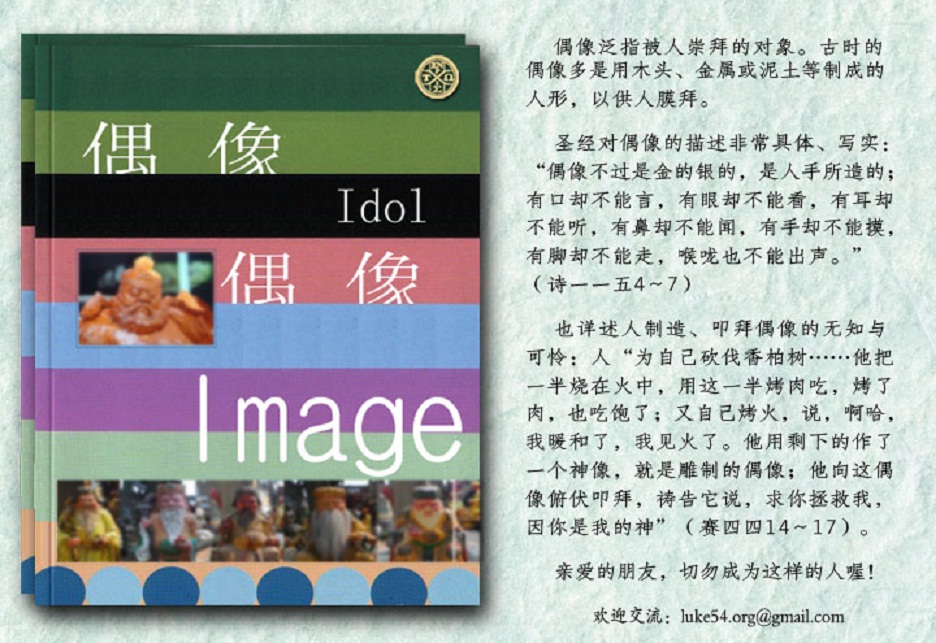 偶 像
Idol
偶 像
Image
偶像泛指被人崇拜的对象。古时的
偶像多是用木头、金属或泥土等制成的
人形，以供人膜拜。
圣经对偶像的描述非常具体、写实：
“偶像不过是金的银的，是人手所造的；
有口却不能言，有眼却不能看，有耳却
不能听，有鼻却不能闻，有手却不能摸，
有脚却不能走，喉咙也不能出声。”
（诗一一五4～7）
也详述人制造、叩拜偶像的无知与
可怜：人“为自己砍伐香柏树……他把
一半烧在火中，用这一半烤肉吃，烤了
肉，也吃饱了；又自己烤火，说，啊哈，
我暖和了，我见火了。他用剩下的作了
一个神像，就是雕制的偶像；他向这偶
像俯伏叩拜，祷告它说，求你拯救我，
因你是我的神”（赛四四14～17）。
亲爱的朋友，切勿成为这样的人喔！
欢迎交流：luke54.org@gmail.com